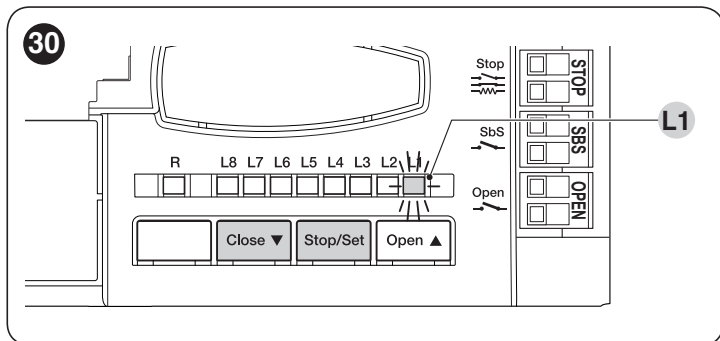 30
Stop
STOP
L1
SbS
SBS
R L8 L7 L6 L5 L4 L3 L2 L1
Open
OPEN
Close ▼ Stop/Set Open ▲